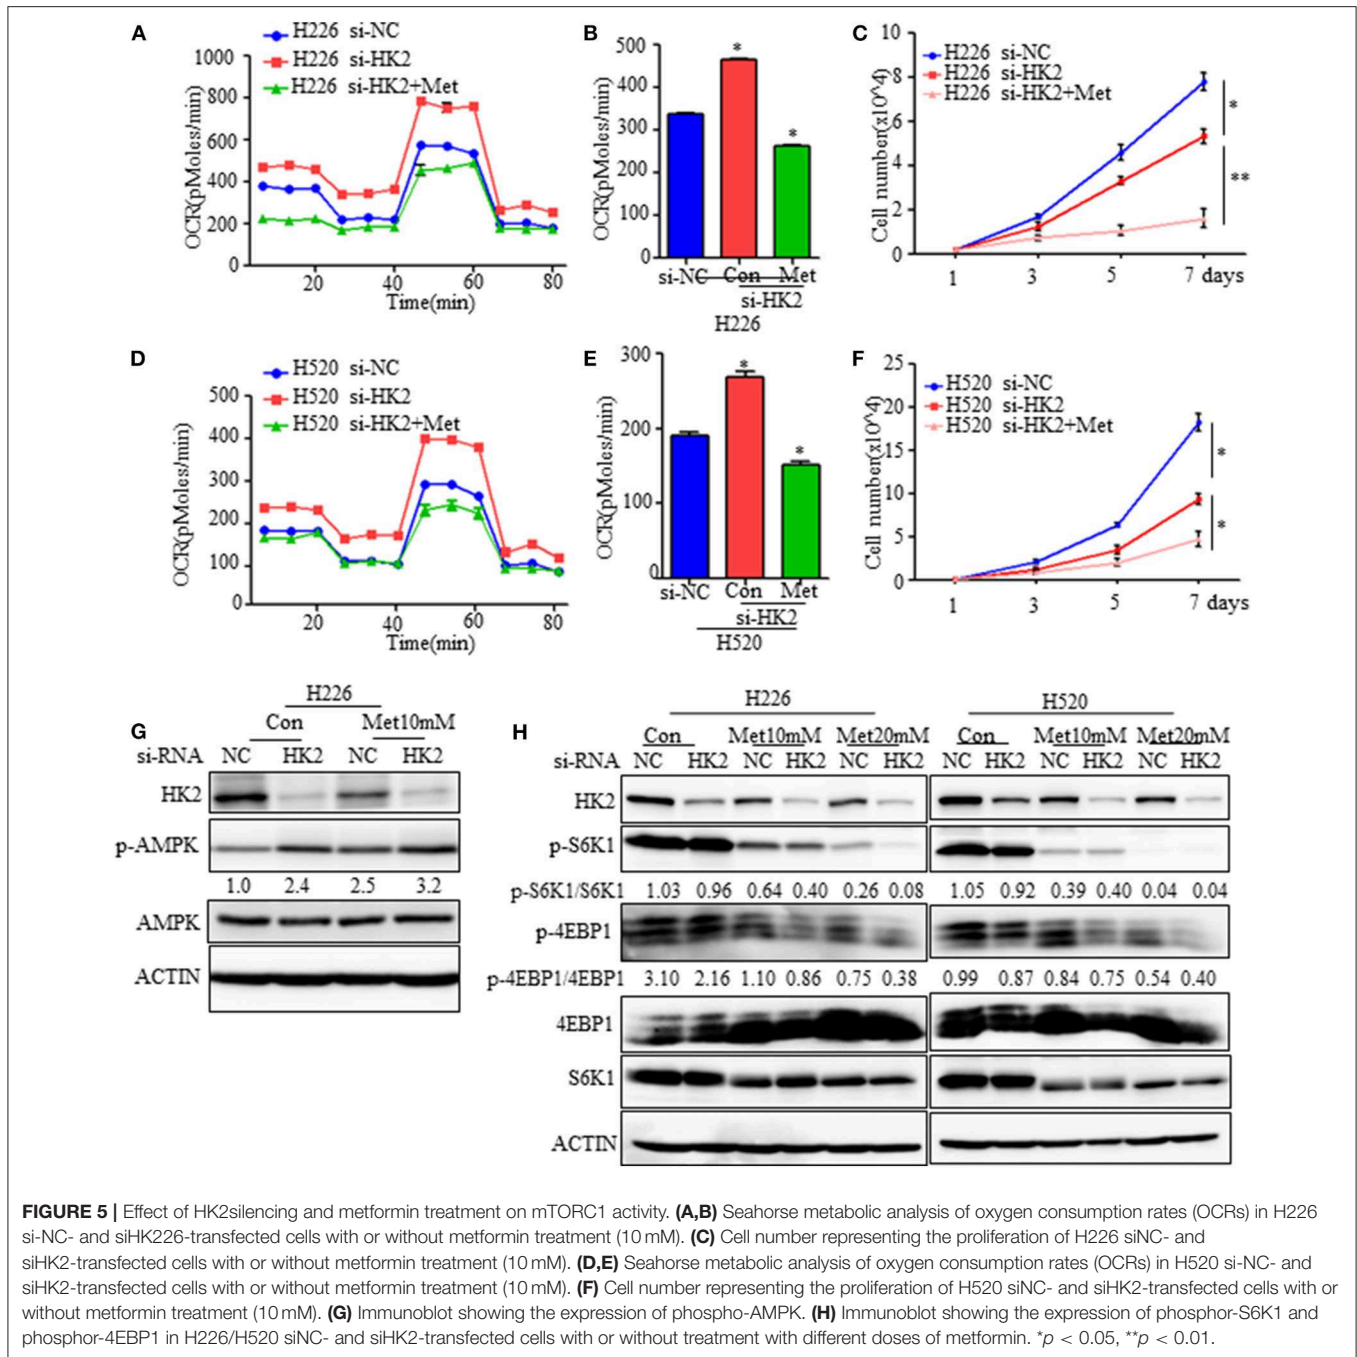 A
H226 si-NC
H226 si-HK2
H226 si-HK2+Met
OCR(pMoles/min)
1000
800
600
400
200
0
20 40 60 80
Time(min)
B
OCR(pMoles/min)
500
400
300
200
100
0
* *
si-NC Con Met
si-HK2
H226
C
H226 si-NC
H226 si-HK2
H226 si-HK2+Met
Cell number(x10^4)
10
8
6
4
2
0
*
**
1 3 5 7 days
D
H520 si-NC
H520 si-HK2
H520 si-HK2+Met
OCR(pMoles/min)
500
400
300
200
100
0
20 40 60 80
Time(min)
E
OCR(pMoles/min)
300
200
100
0
* *
si-NC Con Met
si-HK2
H520
F
H520 si-NC
H520 si-HK2
H520 si-HK2+Met
Cell number(x10^4)
25
20
15
10
5
0
*
*
1 3 5 7 days
G
H226
Con Met10mM
si-RNA NC HK2 NC HK2
HK2
p-AMPK
1.0 2.4 2.5 3.2
AMPK
ACTIN
H
H226 H520
Con Met10mM Met20mM Con Met10mM Met20mM
si-RNA NC HK2 NC HK2 NC HK2 NC HK2 NC HK2 NC HK2
HK2
p-S6K1
p-S6K1/S6K1 1.03 0.96 0.64 0.40 0.26 0.08 1.05 0.92 0.39 0.40 0.04 0.04
p-4EBP1
p-4EBP1/4EBP1 3.10 2.16 1.10 0.86 0.75 0.38 0.99 0.87 0.84 0.75 0.54 0.40
4EBP1
S6K1
ACTIN
FIGURE 5 | Effect of HK2silencing and metformin treatment on mTORC1 activity. (A,B) Seahorse metabolic analysis of oxygen consumption rates (OCRs) in H226
si-NC- and siHK226-transfected cells with or without metformin treatment (10 mM). (C) Cell number representing the proliferation of H226 siNC- and
siHK2-transfected cells with or without metformin treatment (10 mM). (D,E) Seahorse metabolic analysis of oxygen consumption rates (OCRs) in H520 si-NC- and
siHK2-transfected cells with or without metformin treatment (10 mM). (F) Cell number representing the proliferation of H520 siNC- and siHK2-transfected cells with or
without metformin treatment (10 mM). (G) Immunoblot showing the expression of phospho-AMPK. (H) Immunoblot showing the expression of phosphor-S6K1 and
phosphor-4EBP1 in H226/H520 siNC- and siHK2-transfected cells with or without treatment with different doses of metformin. *p < 0.05, **p < 0.01.